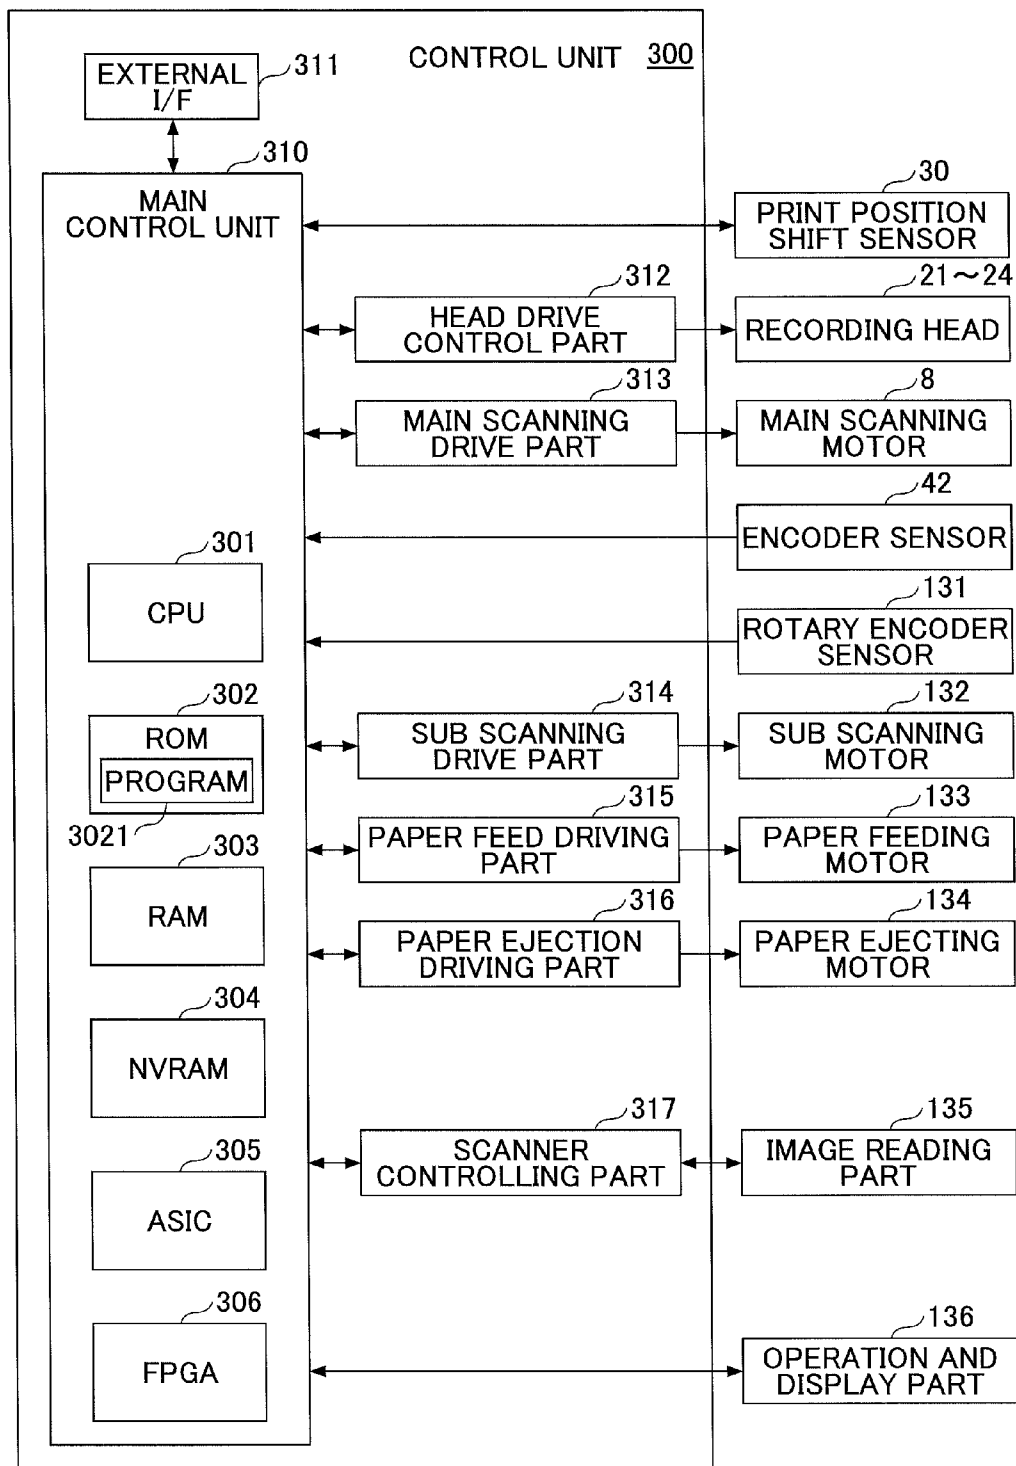 CONTROL UNIT 300
311
EXTERNAL
I/F
310
MAIN
CONTROL UNIT
30
PRINT POSITION
SHIFT SENSOR
312
HEAD DRIVE
CONTROL PART
21～24
RECORDING HEAD
313
MAIN SCANNING
DRIVE PART
8
MAIN SCANNING
MOTOR
42
ENCODER SENSOR
301
CPU
131
ROTARY ENCODER
SENSOR
302
ROM
PROGRAM
3021
314
SUB SCANNING
DRIVE PART
132
SUB SCANNING
MOTOR
315
PAPER FEED DRIVING
PART
133
PAPER FEEDING
MOTOR
303
RAM
316
PAPER EJECTION
DRIVING PART
134
PAPER EJECTING
MOTOR
304
NVRAM
317
SCANNER
CONTROLLING PART
135
IMAGE READING
PART
305
ASIC
306
FPGA
136
OPERATION AND
DISPLAY PART